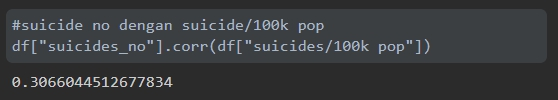 #suicide no dengan suicide/100k pop
df["suicides_no"].corr(df["suicides/100k pop"])
0.3066044512677834